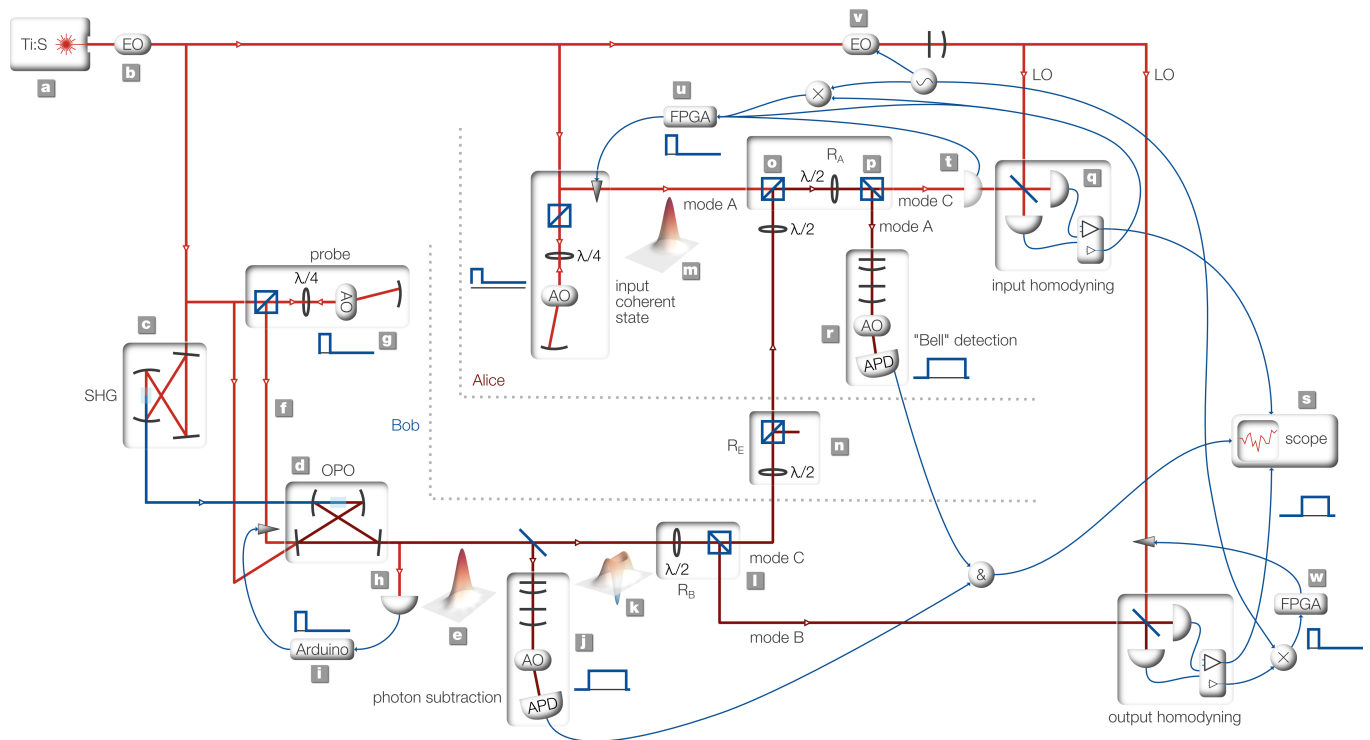 Ti:S
EO
a
b
v
EO
LO
LO
u
FPGA
×
t
o
R_A
p
λ/2
mode A
mode C
q
m
λ/2
mode A
input homodyning
probe
λ/4
AO
g
λ/4
AO
input
coherent
state
r
AO
APD
"Bell" detection
c
SHG
f
Alice
Bob
s
scope
R_E
n
λ/2
d
OPO
h
e
k
λ/2
R_B
l
mode C
&
w
FPGA
Arduino
i
j
AO
APD
photon subtraction
mode B
×
output homodyning